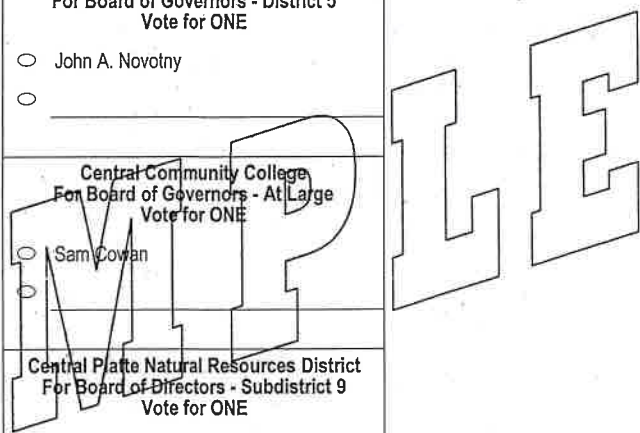 For Board of Governors - District 5
Vote for ONE
John A. Novotny
Central Community College
For Board of Governors - At Large
Vote for ONE
Sam Cowan
Central Platte Natural Resources District
For Board of Directors - Subdistrict 9
Vote for ONE
MPLE